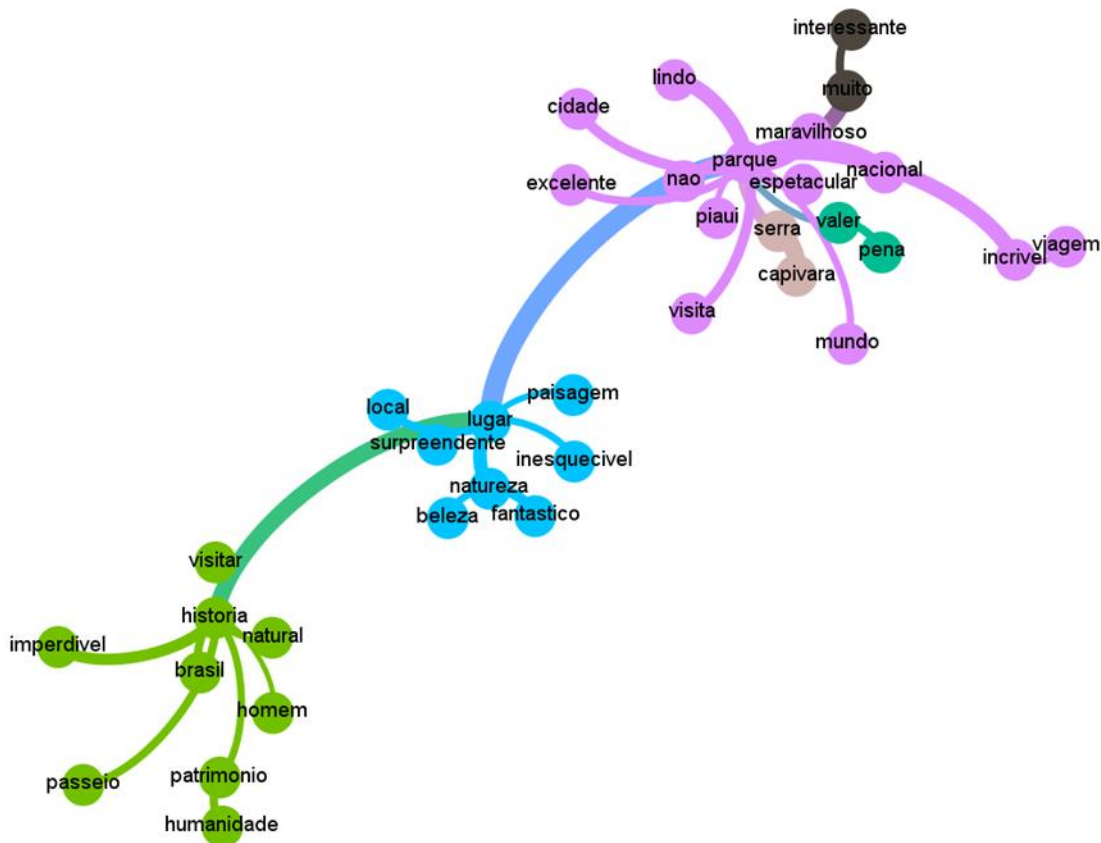 interessante
lindo
muito
cidade
maravilhoso
parque
nacional
excelente
nao
espetacular
piaui
serra
valer
pena
incrivel
viagem
capivara
visita
mundo
paisagem
local
lugar
surpreendente
inesquecivel
natureza
beleza
fantastico
visitar
historia
natural
imperdivel
brasil
homem
passeio
patrimonio
humanidade